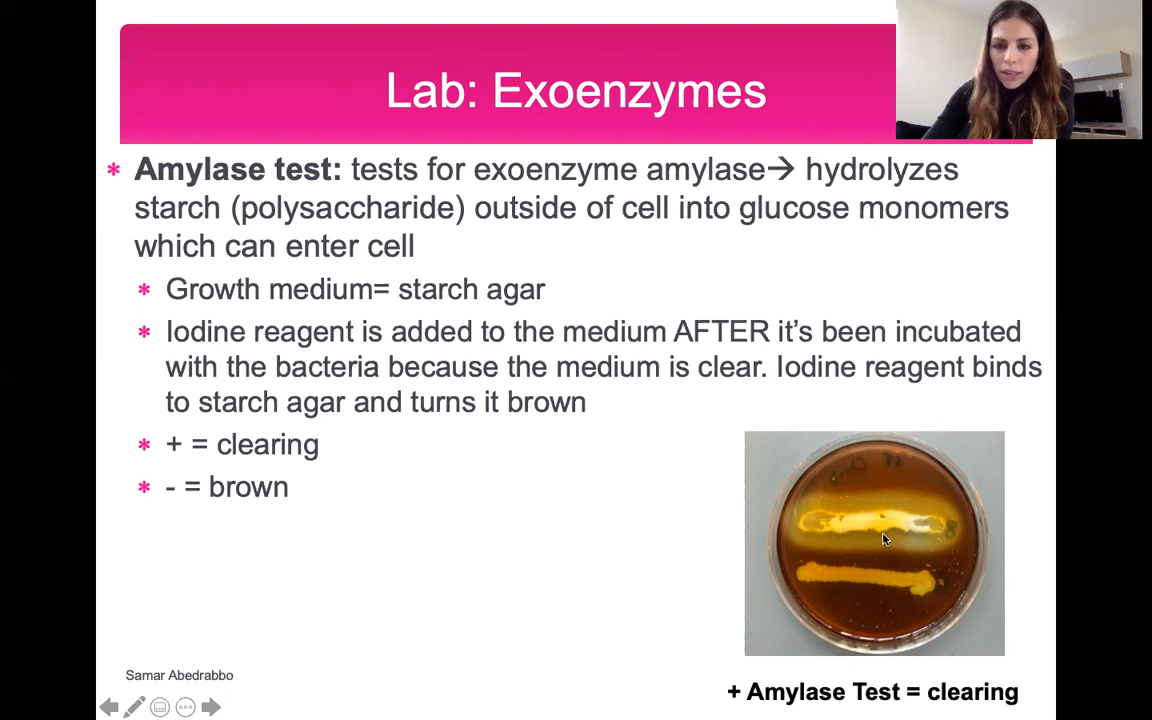 Lab: Exoenzymes
* Amylase test: tests for exoenzyme amylase→ hydrolyzes
starch (polysaccharide) outside of cell into glucose monomers
which can enter cell
* Growth medium= starch agar
* Iodine reagent is added to the medium AFTER it’s been incubated
with the bacteria because the medium is clear. Iodine reagent binds
to starch agar and turns it brown
* + = clearing
* - = brown
+ Amylase Test = clearing
Samar Abedrabbo